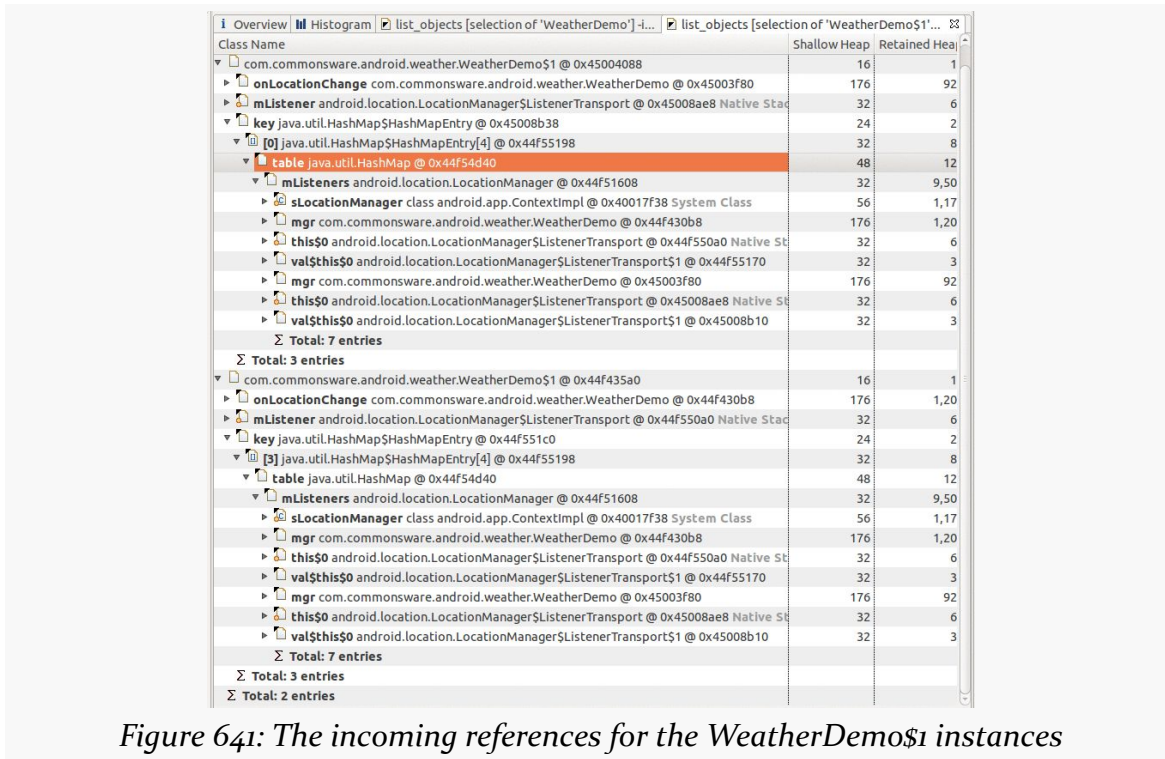 i Overview Histogram list_objects [selection of 'WeatherDemo'] -i... list_objects [selection of 'WeatherDemo$1'...
Class Name Shallow Heap Retained Heap
com.commonsware.android.weather.WeatherDemo$1 @ 0x45004088 16 1
onLocationChange com.commonsware.android.weather.WeatherDemo @ 0x45003f80 176 92
mListener android.location.LocationManager$ListenerTransport @ 0x45008ae8 Native Stac 32 6
key java.util.HashMap$HashMapEntry @ 0x45008b38 24 2
[0] java.util.HashMap$HashMapEntry[4] @ 0x44f55198 32 8
table java.util.HashMap @ 0x44f54d40 48 12
mListeners android.location.LocationManager @ 0x44f51608 32 9,50
sLocationManager class android.app.ContextImpl @ 0x40017f38 System Class 56 1,17
mgr com.commonsware.android.weather.WeatherDemo @ 0x44f430b8 176 1,20
this$0 android.location.LocationManager$ListenerTransport @ 0x44f550a0 Native St 32 6
val$this$0 android.location.LocationManager$ListenerTransport$1 @ 0x44f55170 32 3
mgr com.commonsware.android.weather.WeatherDemo @ 0x45003f80 176 92
this$0 android.location.LocationManager$ListenerTransport @ 0x45008ae8 Native St 32 6
val$this$0 android.location.LocationManager$ListenerTransport$1 @ 0x45008b10 32 3
Σ Total: 7 entries
Σ Total: 3 entries
com.commonsware.android.weather.WeatherDemo$1 @ 0x44f435a0 16 1
onLocationChange com.commonsware.android.weather.WeatherDemo @ 0x44f430b8 176 1,20
mListener android.location.LocationManager$ListenerTransport @ 0x44f550a0 Native Stac 32 6
key java.util.HashMap$HashMapEntry @ 0x44f551c0 24 2
[3] java.util.HashMap$HashMapEntry[4] @ 0x44f55198 32 8
table java.util.HashMap @ 0x44f54d40 48 12
mListeners android.location.LocationManager @ 0x44f51608 32 9,50
sLocationManager class android.app.ContextImpl @ 0x40017f38 System Class 56 1,17
mgr com.commonsware.android.weather.WeatherDemo @ 0x44f430b8 176 1,20
this$0 android.location.LocationManager$ListenerTransport @ 0x44f550a0 Native St 32 6
val$this$0 android.location.LocationManager$ListenerTransport$1 @ 0x44f55170 32 3
mgr com.commonsware.android.weather.WeatherDemo @ 0x45003f80 176 92
this$0 android.location.LocationManager$ListenerTransport @ 0x45008ae8 Native St 32 6
val$this$0 android.location.LocationManager$ListenerTransport$1 @ 0x45008b10 32 3
Σ Total: 7 entries
Σ Total: 3 entries
Σ Total: 2 entries
Figure 641: The incoming references for the WeatherDemo$1 instances